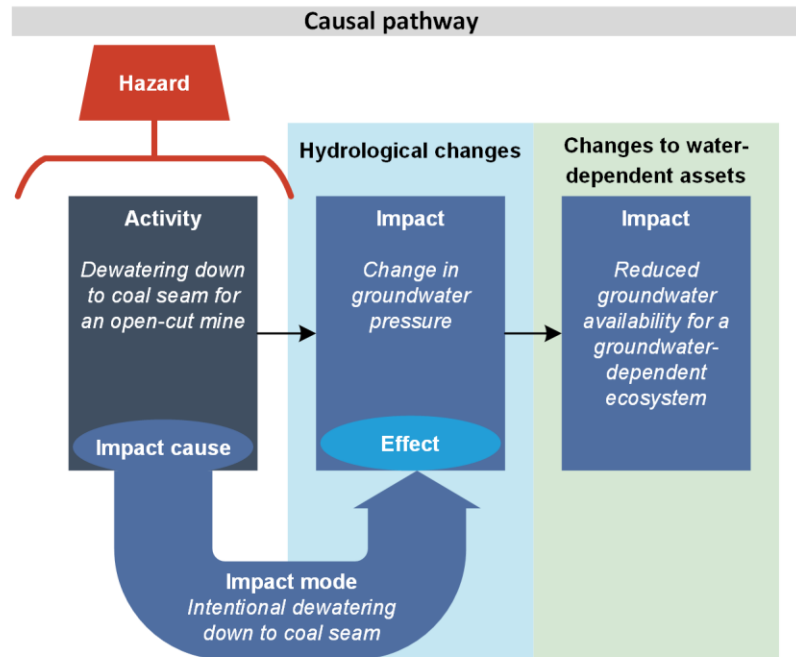 Causal pathway
Hazard
Hydrological changes
Changes to water-
dependent assets
Activity
Dewatering down
to coal seam for
an open-cut mine
Impact cause
Impact
Change in
groundwater
pressure
Effect
Impact
Reduced
groundwater
availability for a
groundwater-
dependent
ecosystem
Impact mode
Intentional dewatering
down to coal seam